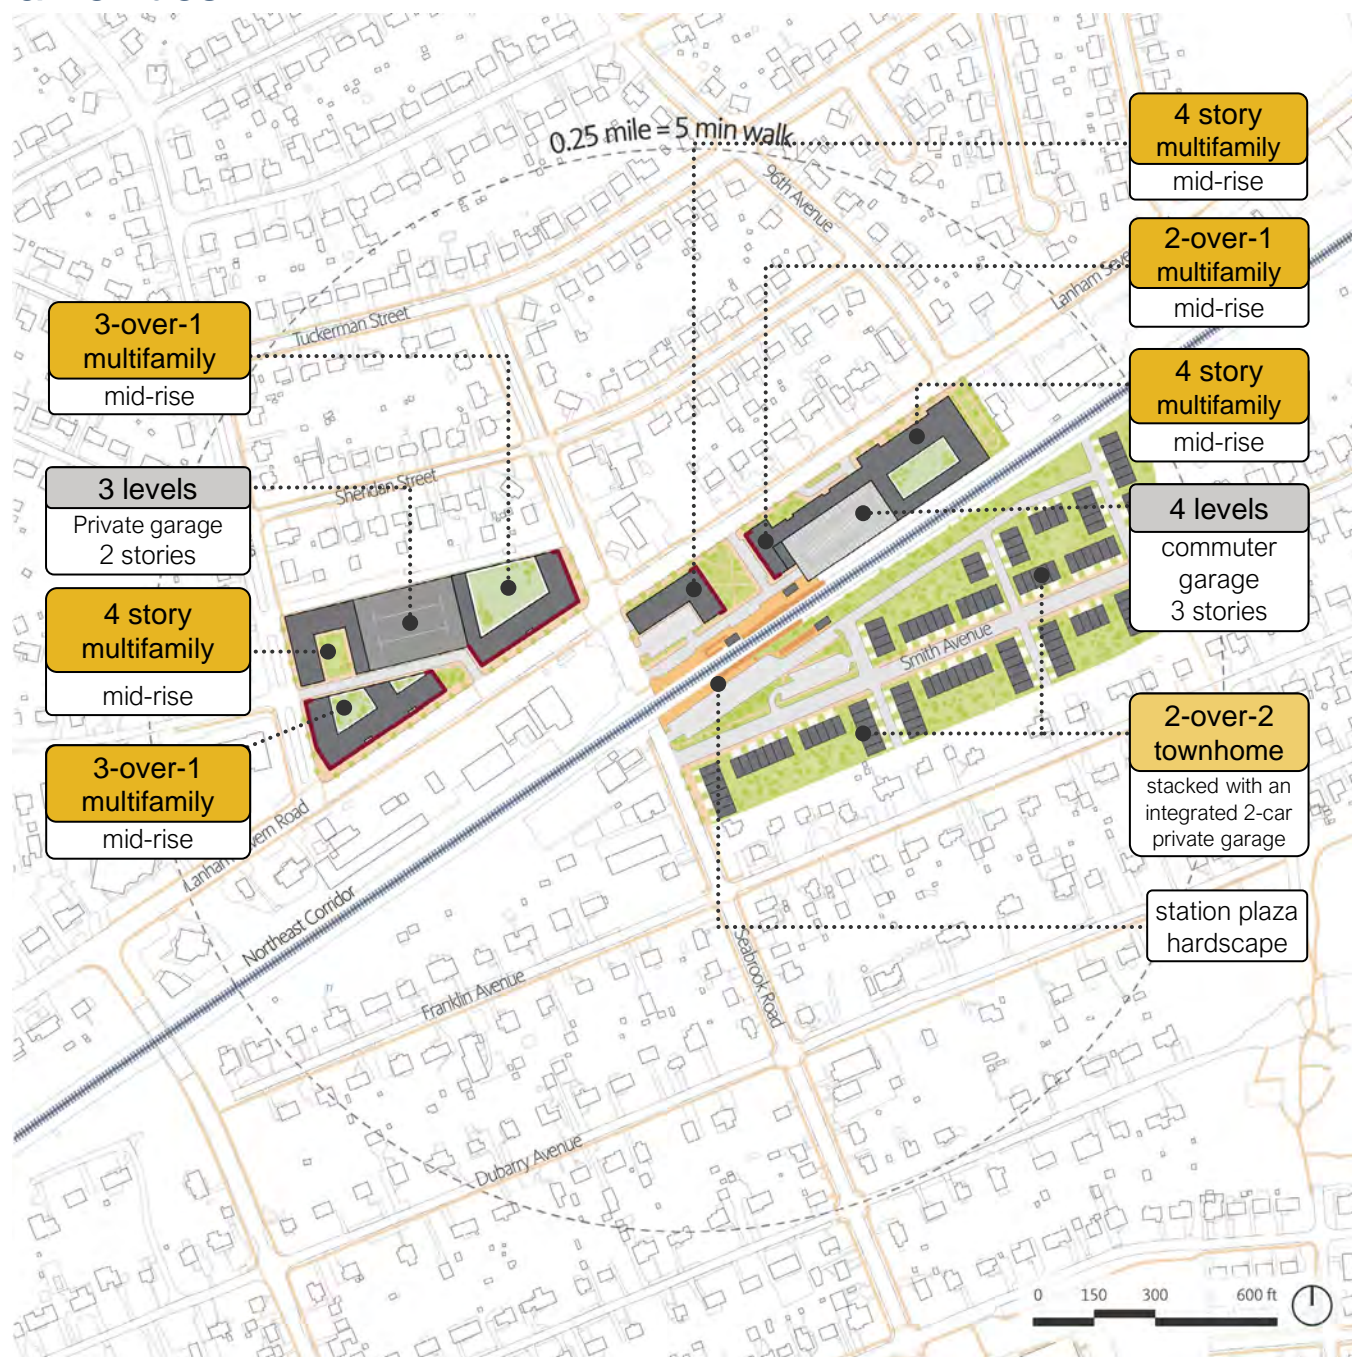 0.25 mile = 5 min walk
96th Avenue
Tuckerman Street
Sheridan Street
3-over-1
multifamily
mid-rise
3 levels
Private garage
2 stories
4 story
multifamily
mid-rise
3-over-1
multifamily
mid-rise
4 story
multifamily
mid-rise
2-over-1
multifamily
mid-rise
4 story
multifamily
mid-rise
4 levels
commuter
garage
3 stories
2-over-2
townhome
stacked with an
integrated 2-car
private garage
station plaza
hardscape
Lanham
Smith Avenue
Lanham
Northeast Corridor
Seabrook Road
Franklin Avenue
Dubarry Avenue
0 150 300 600 ft